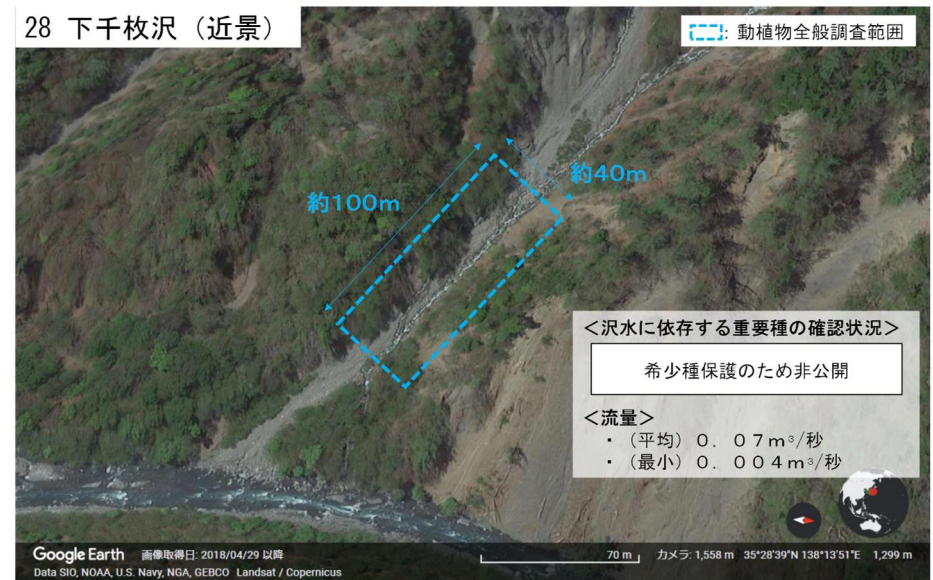 28 下千枚沢（近景）
: 動植物全般調査範囲
約40m
約100m
＜沢水に依存する重要種の確認状況＞
希少種保護のため非公開
＜流量＞
・（平均）０．０７ｍ³/秒
・（最小）０．００４ｍ³/秒
Google Earth 画像取得日: 2018/04/29 以降 70 m カメラ: 1,558 m 35°28'39"N 138°13'51"E 1,299 m
Data SIO, NOAA, U.S. Navy, NGA, GEBCO Landsat / Copernicus